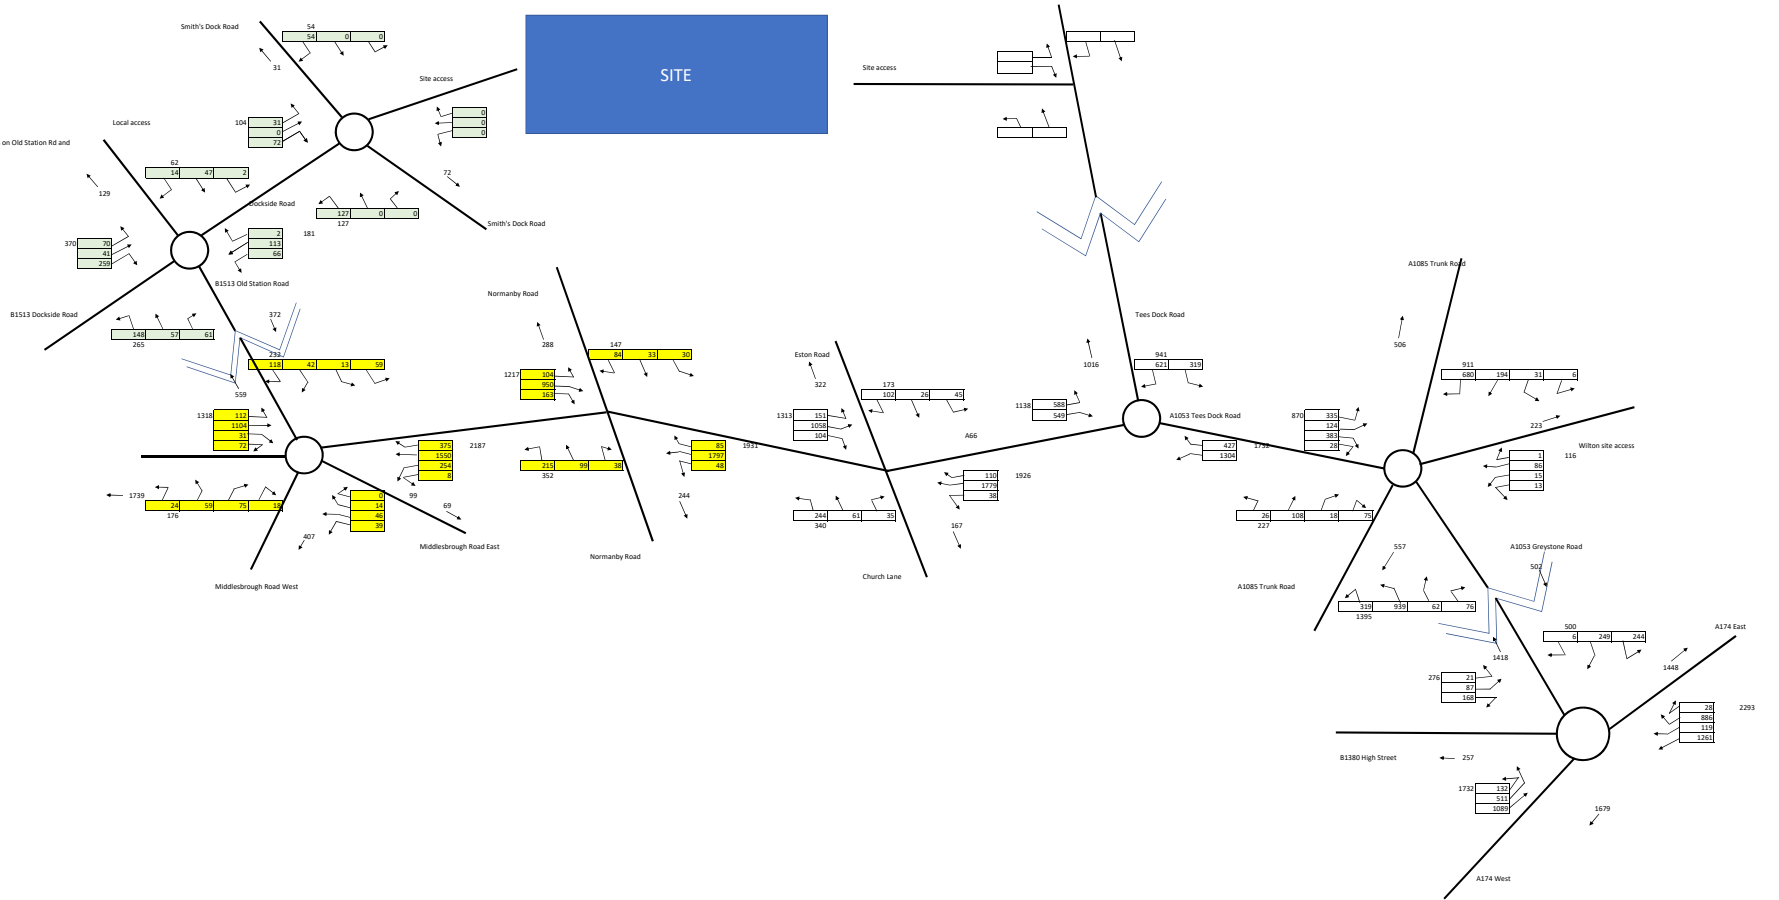 Smith's Dock Road
54
54 0 0
31
Site access
SITE
Site access
104
31
0
72
0
0
0
Local access
on Old Station Rd and
62
14 47 2
129
72
Dockside Road
127 0 0
127
Smith's Dock Road
370
70
41
259
2
113
66
181
B1513 Old Station Road
B1513 Dockside Road
148 57 61
265
372
232
118 42 13 59
559
Normanby Road
288
147
84 33 30
1217
104
950
163
Eston Road
322
173
102 26 45
1313
151
1058
104
Tees Dock Road
1016
941
621 319
1138
588
549
A1053 Tees Dock Road
A66
A1085 Trunk Road
506
911
680 194 31 6
870
335
124
383
28
223
Wilton site access
1
86
15
13
116
1318
112
1104
31
72
375
1550
254
8
2187
215 99 38
352
85
1797
48
1931
427
1304
1732
110
1779
38
1926
1739
24 59 75 18
176
0
14
46
39
99
69
407
244
244 61 35
340
167
26 108 18 75
227
Middlesbrough Road East
Middlesbrough Road West
Normanby Road
Church Lane
557
A1053 Greystone Road
502
A1085 Trunk Road
319 939 62 76
1395
500
6 249 244
A174 East
1418
1448
276
21
87
168
28
886
119
1261
2293
B1380 High Street
257
1732
132
511
1089
1679
A174 West